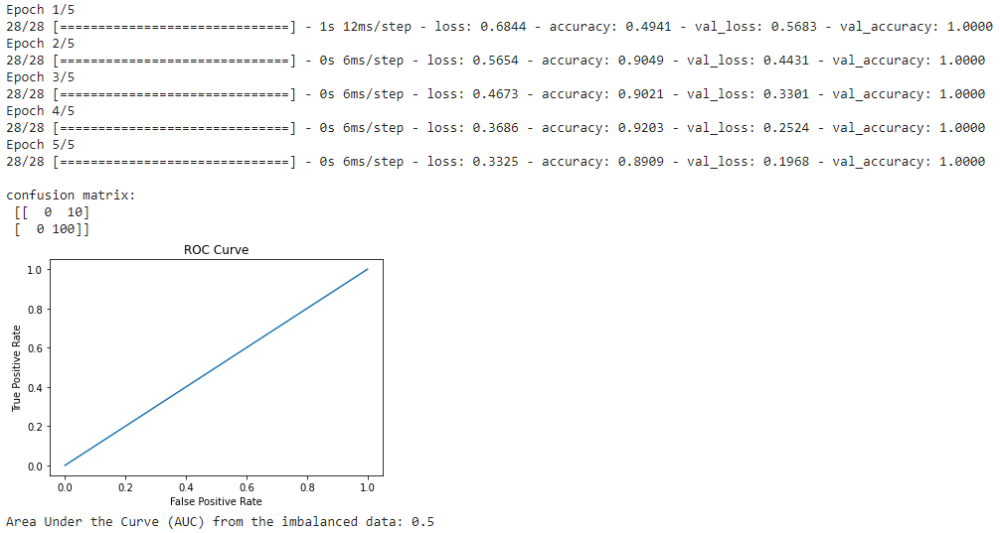 Epoch 1/5
28/28 [==============================] - 1s 12ms/step - loss: 0.6844 - accuracy: 0.4941 - val_loss: 0.5683 - val_accuracy: 1.0000
Epoch 2/5
28/28 [==============================] - 0s 6ms/step - loss: 0.5654 - accuracy: 0.9049 - val_loss: 0.4431 - val_accuracy: 1.0000
Epoch 3/5
28/28 [==============================] - 0s 6ms/step - loss: 0.4673 - accuracy: 0.9021 - val_loss: 0.3301 - val_accuracy: 1.0000
Epoch 4/5
28/28 [==============================] - 0s 6ms/step - loss: 0.3686 - accuracy: 0.9203 - val_loss: 0.2524 - val_accuracy: 1.0000
Epoch 5/5
28/28 [==============================] - 0s 6ms/step - loss: 0.3325 - accuracy: 0.8909 - val_loss: 0.1968 - val_accuracy: 1.0000
confusion matrix:
[[  0  10]
[  0 100]]
ROC Curve
1.0
0.8
0.6
0.4
0.2
0.0
True Positive Rate
0.0 0.2 0.4 0.6 0.8 1.0
False Positive Rate
Area Under the Curve (AUC) from the imbalanced data: 0.5